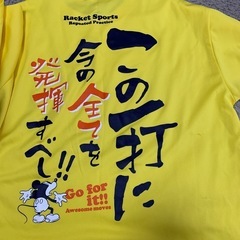 Racket Sports
Repeated Practice
この一打に
今の全てを
発揮
すべし!!
Go for
it!!
Awesome moves